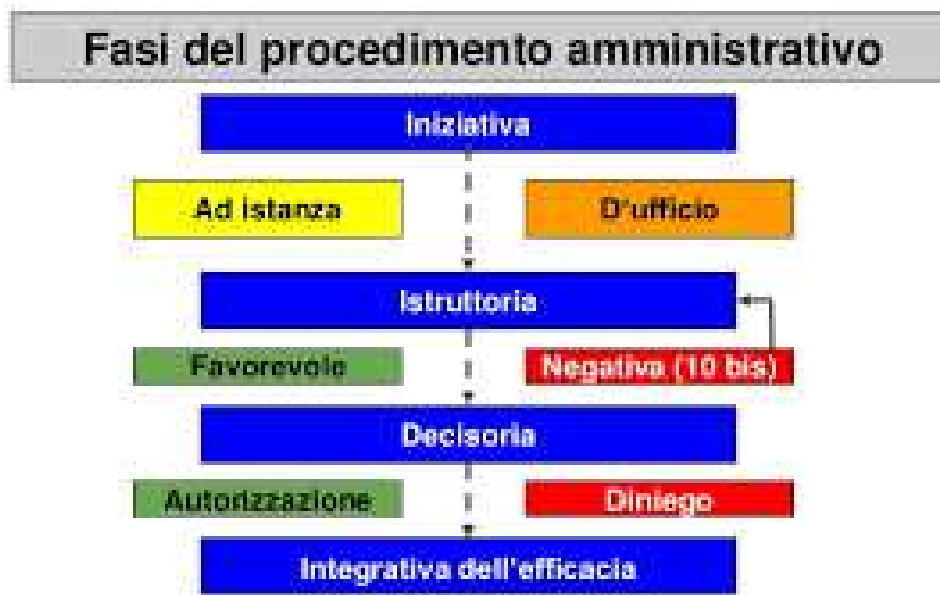 Fasi del procedimento amministrativo
Iniziativa
Ad istanza
D'ufficio
Istruttoria
Favorevole
Negativa (10 bis)
Decisoria
Autorizzazione
Diniego
Integrativa dell'efficacia